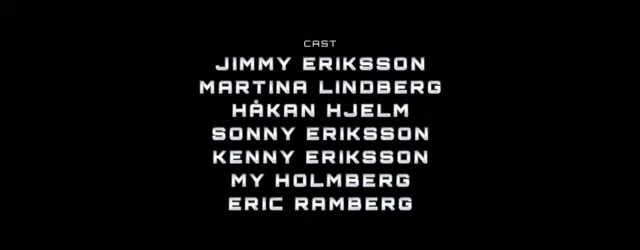 CAST
JIMMY ERIKSSON
MARTINA LINDBERG
HÅKAN HJELM
SONNY ERIKSSON
KENNY ERIKSSON
MY HOLMBERG
ERIC RAMBERG